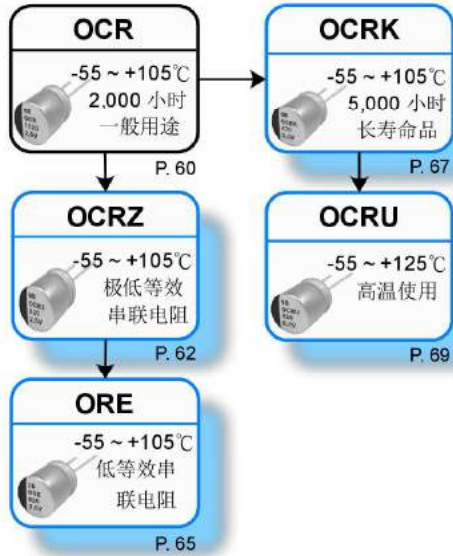 OCR
-55 ~ +105℃
2,000 小时
一般用途
P. 60
OCRK
-55 ~ +105℃
5,000 小时
长寿命品
P. 67
OCRZ
-55 ~ +105℃
极低等效
串联电阻
P. 62
OCRU
-55 ~ +125℃
高温使用
P. 69
ORE
-55 ~ +105℃
低等效串
联电阻
P. 65